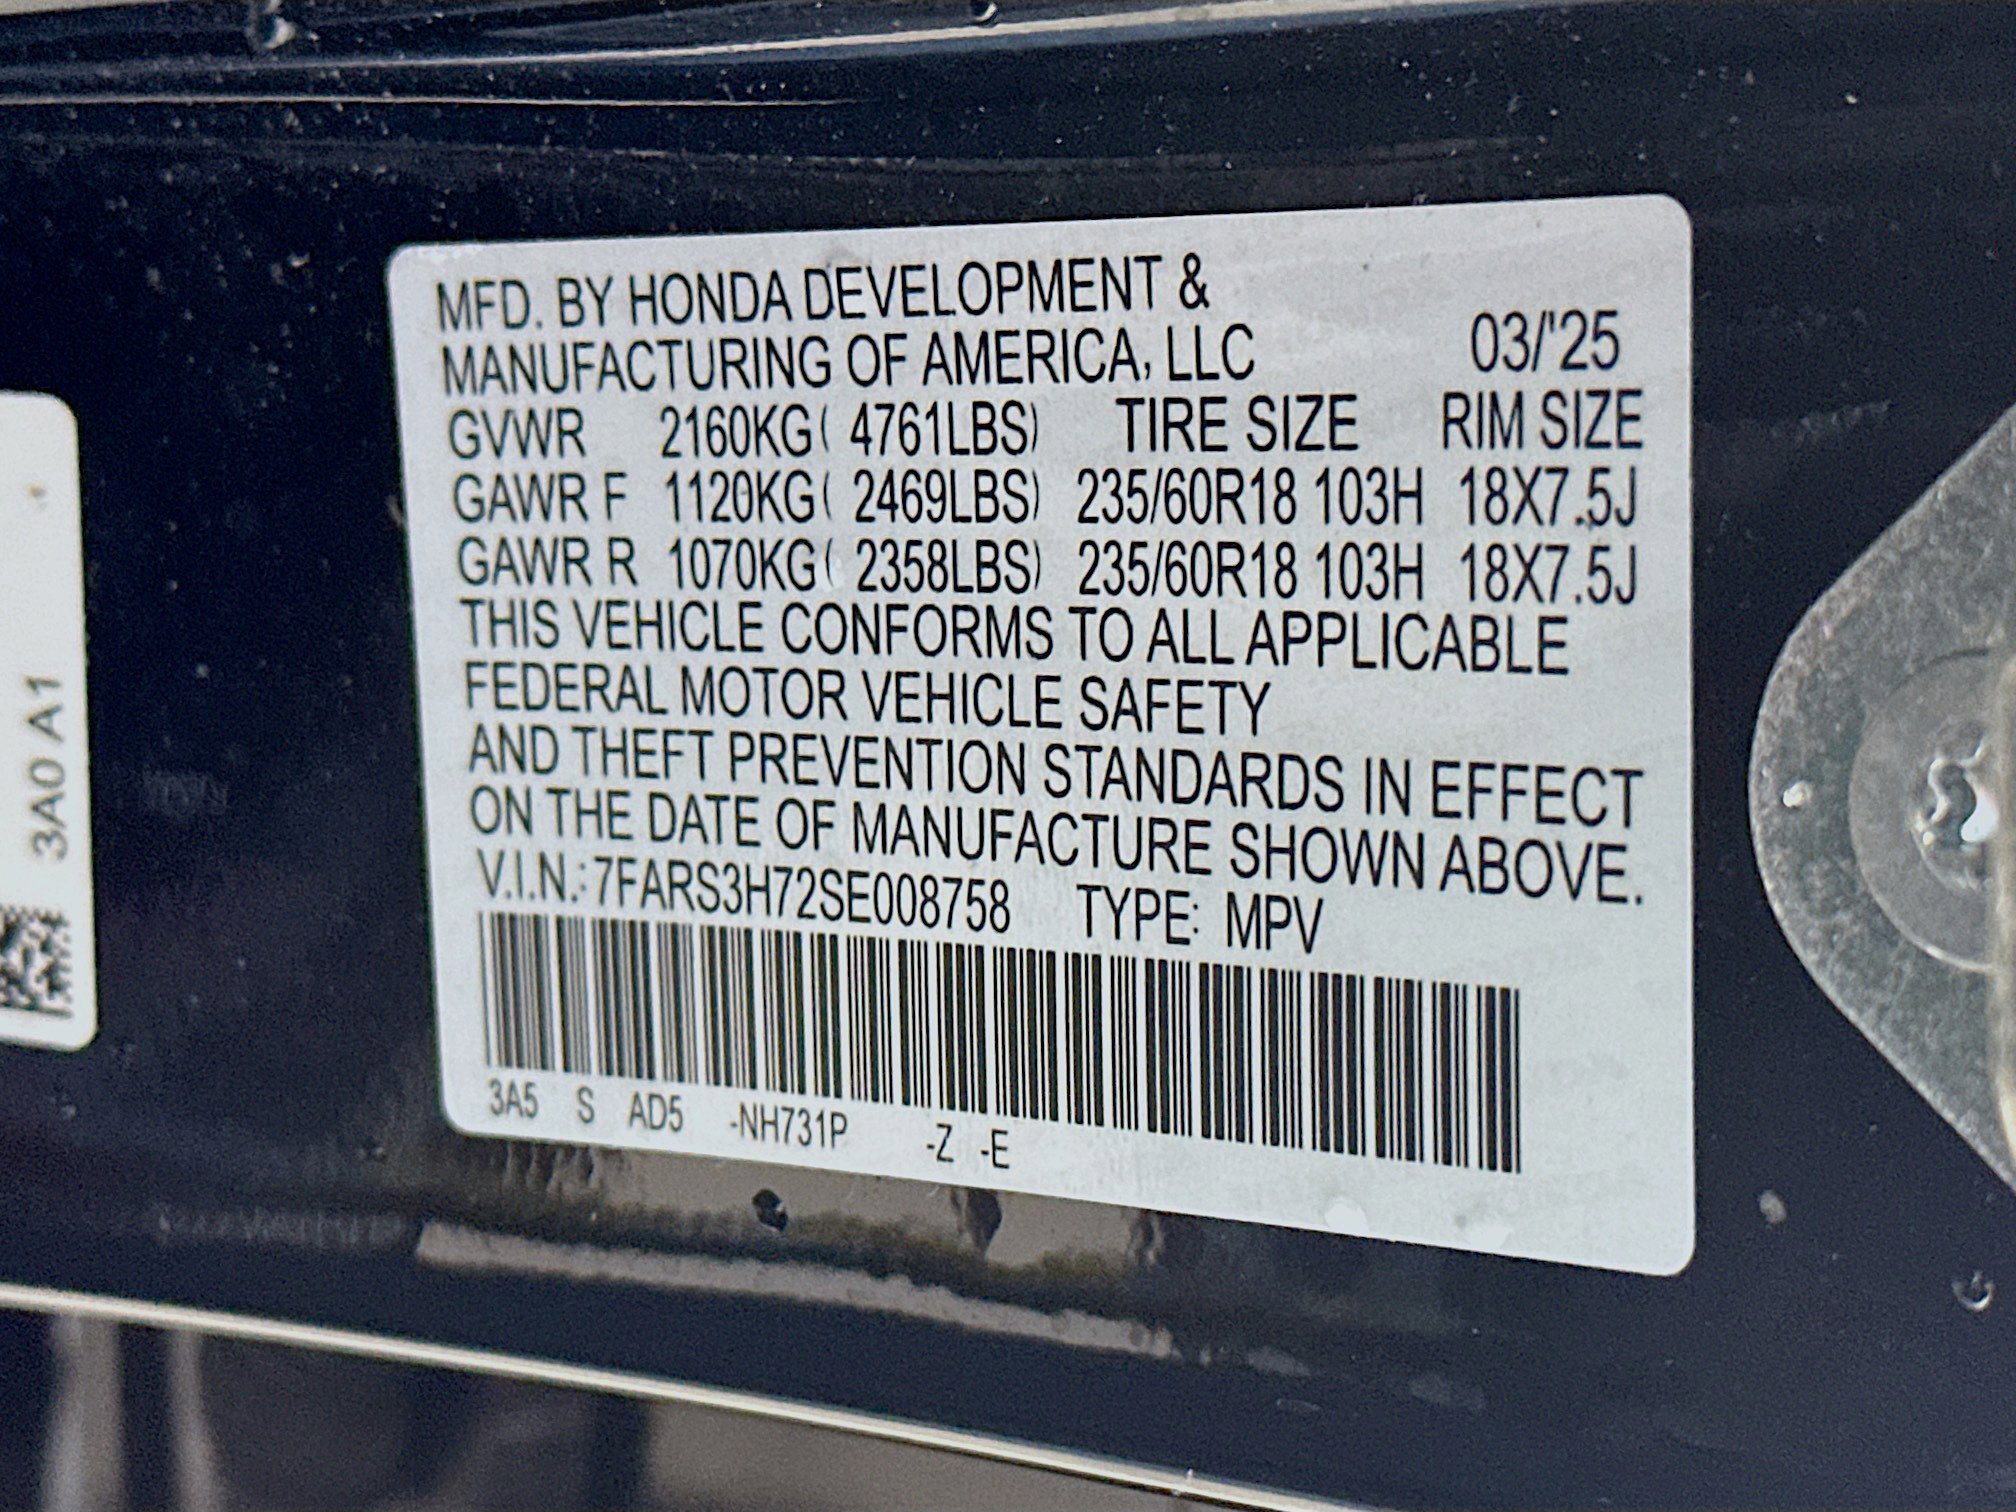 MFD. BY HONDA DEVELOPMENT &
MANUFACTURING OF AMERICA, LLC 03/'25
GVWR 2160KG( 4761LBS) TIRE SIZE RIM SIZE
GAWR F 1120KG( 2469LBS) 235/60R18 103H 18X7.5J
GAWR R 1070KG( 2358LBS) 235/60R18 103H 18X7.5J
THIS VEHICLE CONFORMS TO ALL APPLICABLE
FEDERAL MOTOR VEHICLE SAFETY
AND THEFT PREVENTION STANDARDS IN EFFECT
ON THE DATE OF MANUFACTURE SHOWN ABOVE.
V.I.N.: 7FARS3H72SE008758 TYPE: MPV
3A5 S AD5 -NH731P -Z -E
3A0 A1